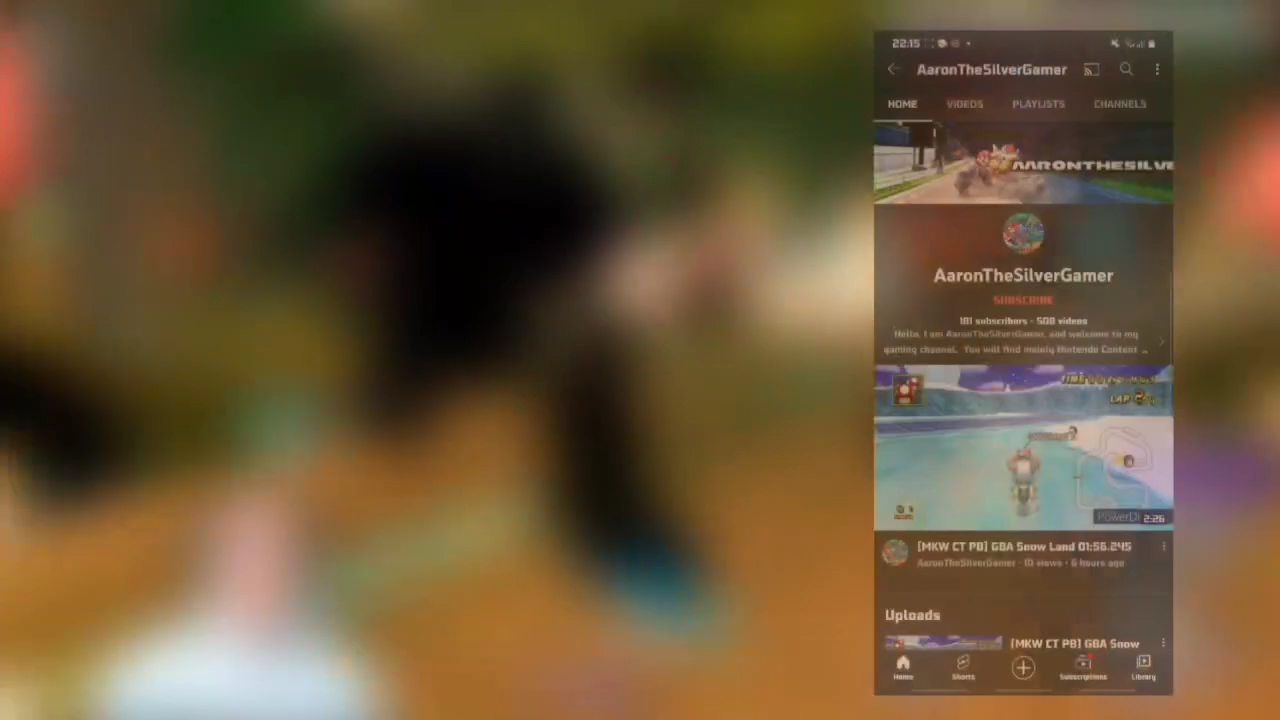 22:15
AaronTheSilverGamer
HOME VIDEOS PLAYLISTS CHANNELS
AARONTHESILVE
AaronTheSilverGamer
SUBSCRIBE
181 subscribers • 508 videos
Hello, I am AaronTheSilverGamer, and welcome to my
gaming channel. You will find mainly Nintendo Content ...
LAP
PowerDi 2:26
[MKW CT PB] GBA Snow Land 01:56.245
AaronTheSilverGamer • 10 views • 6 hours ago
Uploads
[MKW CT PB] GBA Snow
Home Shorts Subscriptions Library